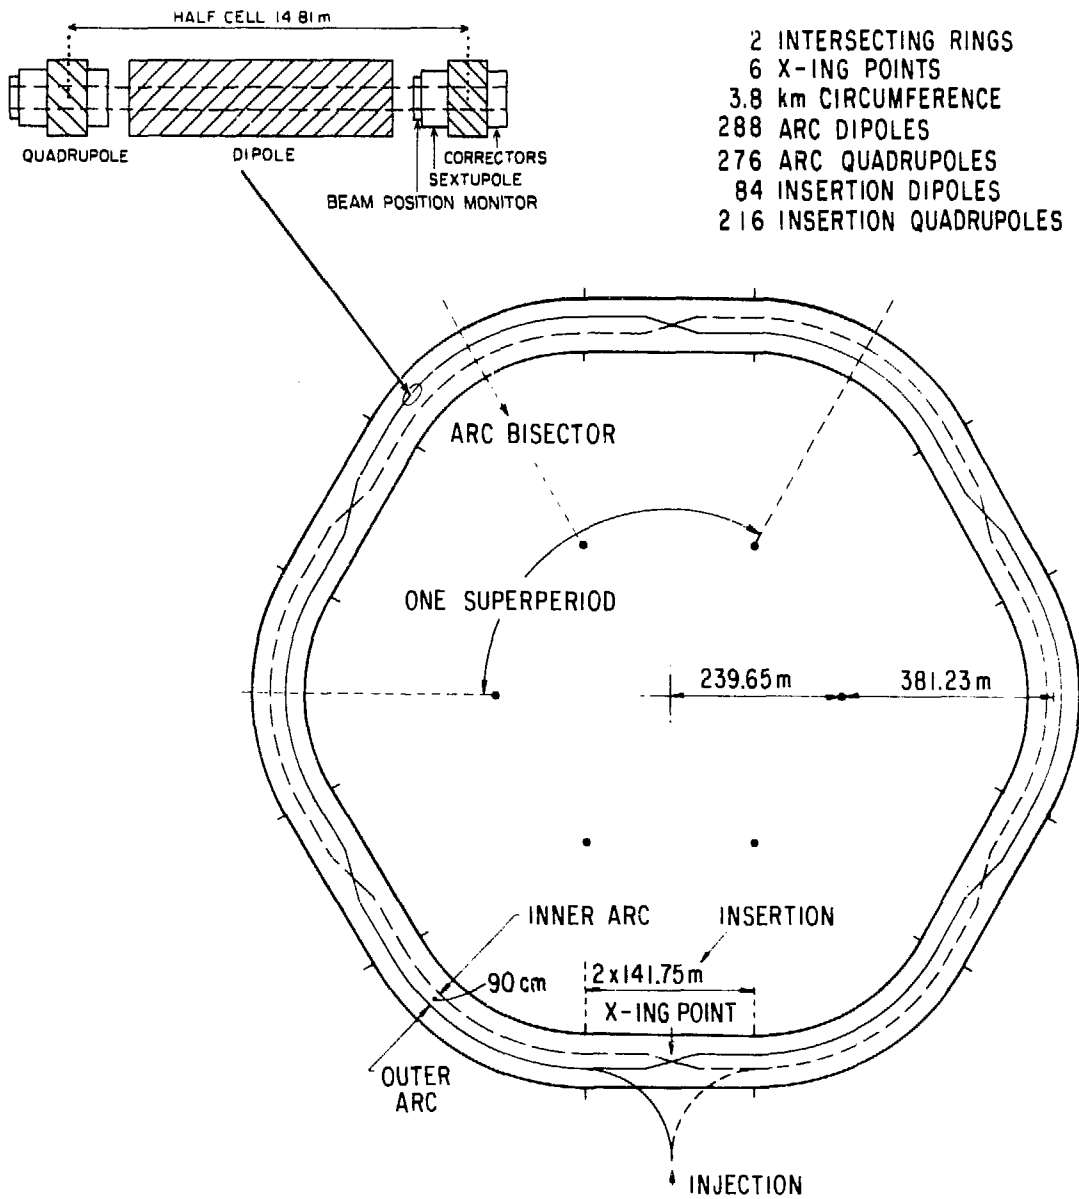 HALF CELL 14.81m
QUADRUPOLE
DIPOLE
CORRECTORS
SEXTUPOLE
BEAM POSITION MONITOR
2 INTERSECTING RINGS
6 X-ING POINTS
3.8 km CIRCUMFERENCE
288 ARC DIPOLES
276 ARC QUADRUPOLES
84 INSERTION DIPOLES
216 INSERTION QUADRUPOLES
ARC BISECTOR
ONE SUPERPERIOD
239.65m
381.23m
INNER ARC
INSERTION
90cm
2x141.75m
X-ING POINT
OUTER
ARC
INJECTION